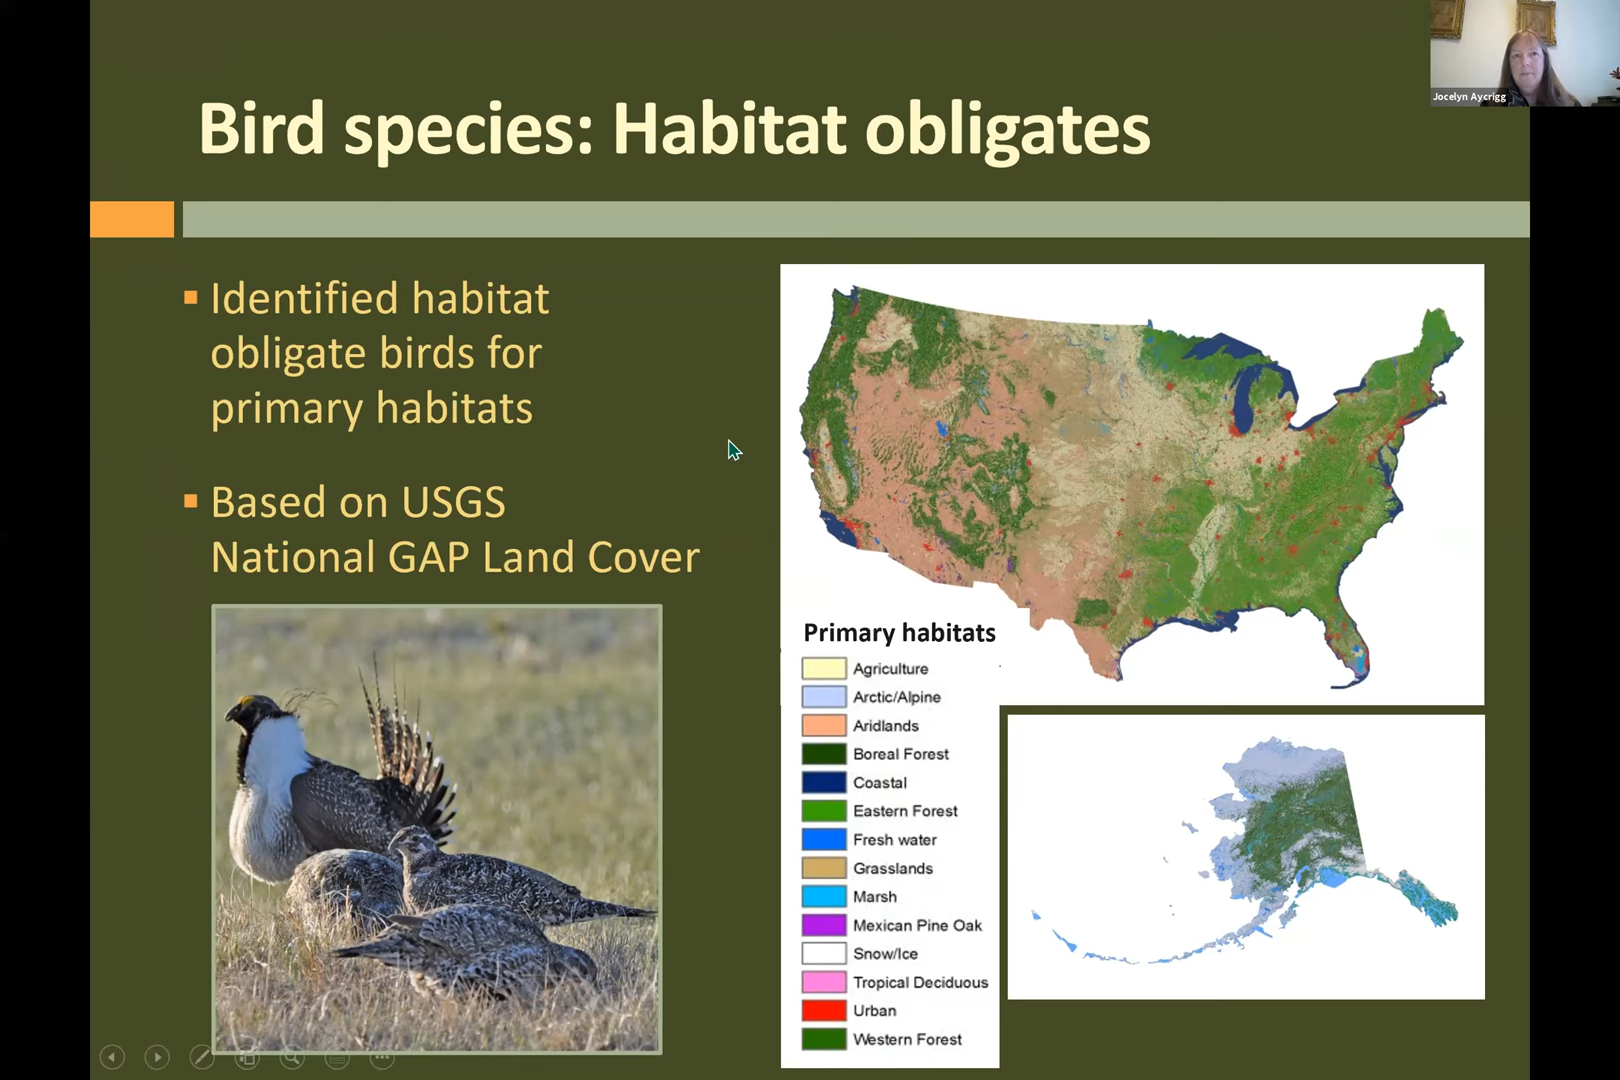 Jocelyn Aycrigg
Bird species: Habitat obligates
Identified habitat
obligate birds for
primary habitats
Based on USGS
National GAP Land Cover
Primary habitats
Agriculture
Arctic/Alpine
Aridlands
Boreal Forest
Coastal
Eastern Forest
Fresh water
Grasslands
Marsh
Mexican Pine Oak
Snow/Ice
Tropical Deciduous
Urban
Western Forest